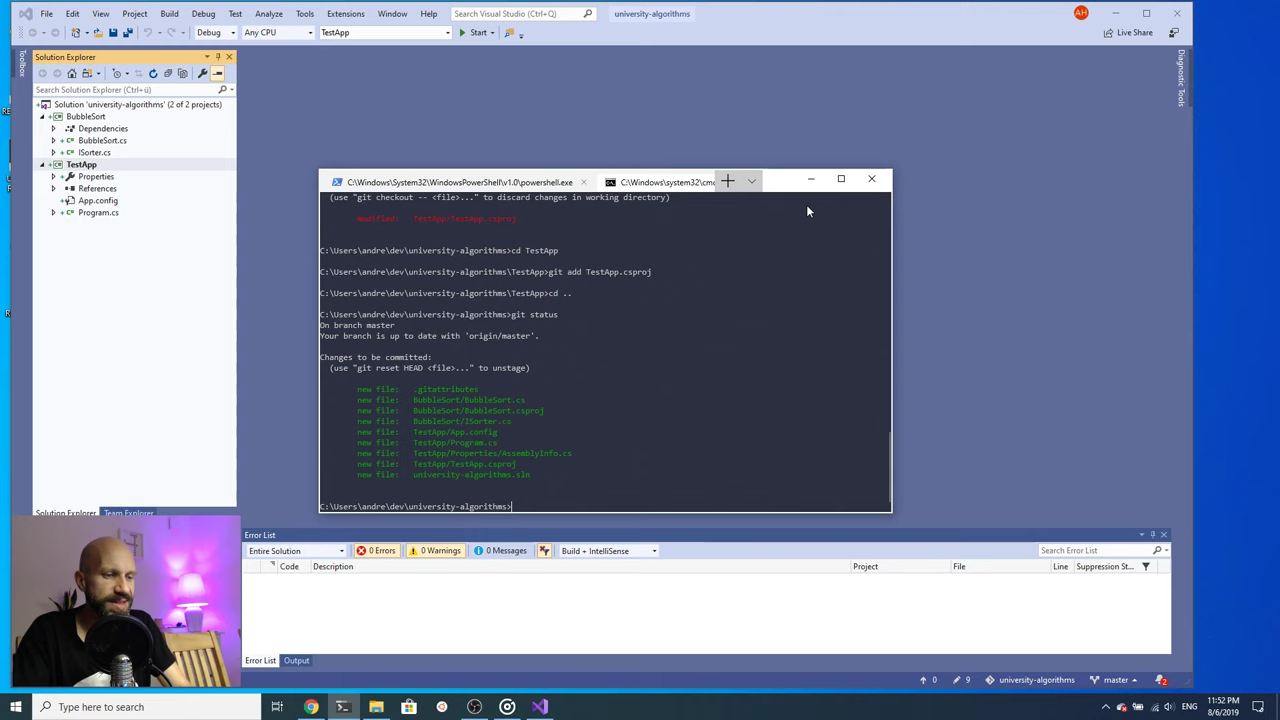 File Edit View Project Build Debug Test Analyze Tools Extensions Window Help Search Visual Studio (Ctrl+Q) university-algorithms AH
Debug Any CPU TestApp Start Live Share
Toolbox
Solution Explorer
Search Solution Explorer (Ctrl+ü)
Solution 'university-algorithms' (2 of 2 projects)
BubbleSort
Dependencies
BubbleSort.cs
ISorter.cs
TestApp
Properties
References
App.config
Program.cs
Solution Explorer Team Explorer
Diagnostic Tools
C:\Windows\System32\WindowsPowerShell\v1.0\powershell.exe C:\Windows\system32\cmd
(use "git checkout -- <file>..." to discard changes in working directory)
modified: TestApp/TestApp.csproj
C:\Users\andre\dev\university-algorithms>cd TestApp
C:\Users\andre\dev\university-algorithms\TestApp>git add TestApp.csproj
C:\Users\andre\dev\university-algorithms\TestApp>cd ..
C:\Users\andre\dev\university-algorithms>git status
On branch master
Your branch is up to date with 'origin/master'.
Changes to be committed:
(use "git reset HEAD <file>..." to unstage)
new file: .gitattributes
new file: BubbleSort/BubbleSort.cs
new file: BubbleSort/BubbleSort.csproj
new file: BubbleSort/ISorter.cs
new file: TestApp/App.config
new file: TestApp/Program.cs
new file: TestApp/Properties/AssemblyInfo.cs
new file: TestApp/TestApp.csproj
new file: university-algorithms.sln
C:\Users\andre\dev\university-algorithms>
Error List
Entire Solution 0 Errors 0 Warnings 0 Messages Build + IntelliSense Search Error List
Code Description Project File Line Suppression St...
Error List Output
0 9 university-algorithms master 2
Type here to search
11:52 PM
8/6/2019